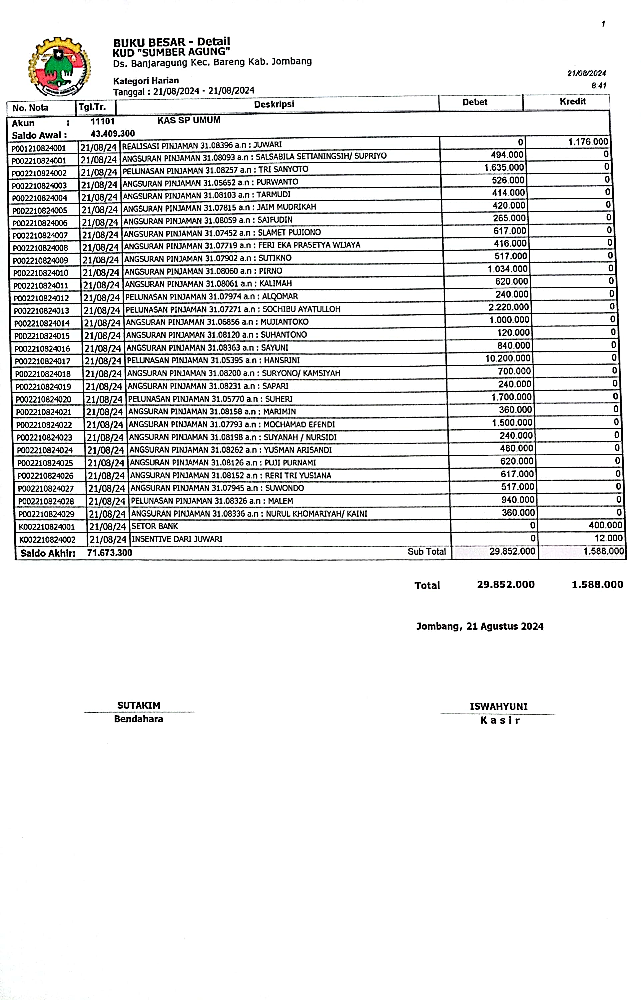 1
BUKU BESAR - Detail
KUD "SUMBER AGUNG"
Ds. Banjaragung Kec. Bareng Kab. Jombang
Kategori Harian
Tanggal : 21/08/2024 - 21/08/2024
21/08/2024
8:41
No. Nota Tgl.Tr. Deskripsi Debet Kredit
Akun : 11101 KAS SP UMUM
Saldo Awal : 43.409.300
P001210824001 21/08/24 REALISASI PINJAMAN 31.08396 a.n : JUWARI 0 1.176.000
P002210824001 21/08/24 ANGSURAN PINJAMAN 31.08093 a.n : SALSABILA SETIANINGSIH/ SUPRIYO 494.000 0
P002210824002 21/08/24 PELUNASAN PINJAMAN 31.08257 a.n : TRI SANYOTO 1.635.000 0
P002210824003 21/08/24 ANGSURAN PINJAMAN 31.05652 a.n : PURWANTO 526.000 0
P002210824004 21/08/24 ANGSURAN PINJAMAN 31.08103 a.n : TARMUDI 414.000 0
P002210824005 21/08/24 ANGSURAN PINJAMAN 31.07815 a.n : JAIM MUDRIKAH 420.000 0
P002210824006 21/08/24 ANGSURAN PINJAMAN 31.08059 a.n : SAIFUDIN 265.000 0
P002210824007 21/08/24 ANGSURAN PINJAMAN 31.07452 a.n : SLAMET PUJIONO 617.000 0
P002210824008 21/08/24 ANGSURAN PINJAMAN 31.07719 a.n : FERI EKA PRASETYA WIJAYA 416.000 0
P002210824009 21/08/24 ANGSURAN PINJAMAN 31.07902 a.n : SUTIKNO 517.000 0
P002210824010 21/08/24 ANGSURAN PINJAMAN 31.08060 a.n : PIRNO 1.034.000 0
P002210824011 21/08/24 ANGSURAN PINJAMAN 31.08061 a.n : KALIMAH 620.000 0
P002210824012 21/08/24 PELUNASAN PINJAMAN 31.07974 a.n : ALQOMAR 240.000 0
P002210824013 21/08/24 PELUNASAN PINJAMAN 31.07271 a.n : SOCHIBU AYATULLOH 2.220.000 0
P002210824014 21/08/24 ANGSURAN PINJAMAN 31.06856 a.n : MUJIANTOKO 1.000.000 0
P002210824015 21/08/24 ANGSURAN PINJAMAN 31.08120 a.n : SUHANTONO 120.000 0
P002210824016 21/08/24 ANGSURAN PINJAMAN 31.08363 a.n : SAYUNI 840.000 0
P002210824017 21/08/24 PELUNASAN PINJAMAN 31.05395 a.n : HANSRINI 10.200.000 0
P002210824018 21/08/24 ANGSURAN PINJAMAN 31.08200 a.n : SURYONO/ KAMSIYAH 700.000 0
P002210824019 21/08/24 ANGSURAN PINJAMAN 31.08231 a.n : SAPARI 240.000 0
P002210824020 21/08/24 PELUNASAN PINJAMAN 31.05770 a.n : SUHERI 1.700.000 0
P002210824021 21/08/24 ANGSURAN PINJAMAN 31.08158 a.n : MARIMIN 360.000 0
P002210824022 21/08/24 ANGSURAN PINJAMAN 31.07793 a.n : MOCHAMAD EFENDI 1.500.000 0
P002210824023 21/08/24 ANGSURAN PINJAMAN 31.08198 a.n : SUYANAH / NURSIDI 240.000 0
P002210824024 21/08/24 ANGSURAN PINJAMAN 31.08262 a.n : YUSMAN ARISANDI 480.000 0
P002210824025 21/08/24 ANGSURAN PINJAMAN 31.08126 a.n : PUJI PURNAMI 620.000 0
P002210824026 21/08/24 ANGSURAN PINJAMAN 31.08152 a.n : RERI TRI YUSIANA 617.000 0
P002210824027 21/08/24 ANGSURAN PINJAMAN 31.07945 a.n : SUWONDO 517.000 0
P002210824028 21/08/24 PELUNASAN PINJAMAN 31.08326 a.n : MALEM 940.000 0
P002210824029 21/08/24 ANGSURAN PINJAMAN 31.08336 a.n : NURUL KHOMARIYAH/ KAINI 360.000 0
K002210824001 21/08/24 SETOR BANK 0 400.000
K002210824002 21/08/24 INSENTIVE DARI JUWARI 0 12.000
Saldo Akhir: 71.673.300 Sub Total 29.852.000 1.588.000
Total 29.852.000 1.588.000
Jombang, 21 Agustus 2024
SUTAKIM ISWAHYUNI
Bendahara Kasir